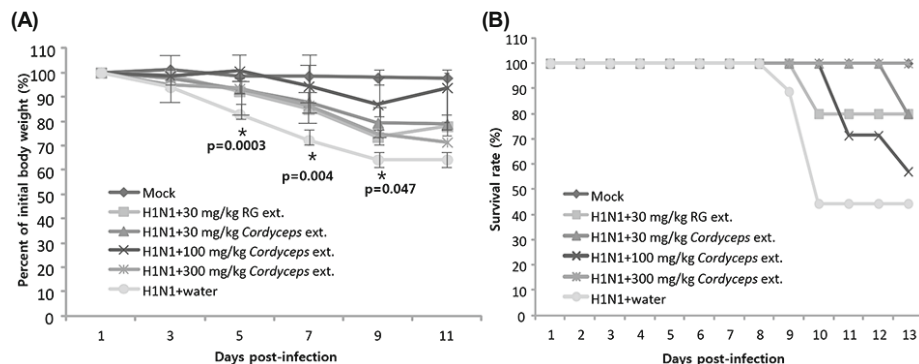 (A)
110
100
90
80
70
60
50
40
30
20
10
0
Percent of initial body weight (%)
*
p=0.0003
*
p=0.004
*
p=0.047
Mock
H1N1+30 mg/kg RG ext.
H1N1+30 mg/kg Cordyceps ext.
H1N1+100 mg/kg Cordyceps ext.
H1N1+300 mg/kg Cordyceps ext.
H1N1+water
1 3 5 7 9 11
Days post-infection
(B)
110
100
90
80
70
60
50
40
30
20
10
0
Survival rate (%)
Mock
H1N1+30 mg/kg RG ext.
H1N1+30 mg/kg Cordyceps ext.
H1N1+100 mg/kg Cordyceps ext.
H1N1+300 mg/kg Cordyceps ext.
H1N1+water
1 2 3 4 5 6 7 8 9 10 11 12 13
Days post-infection